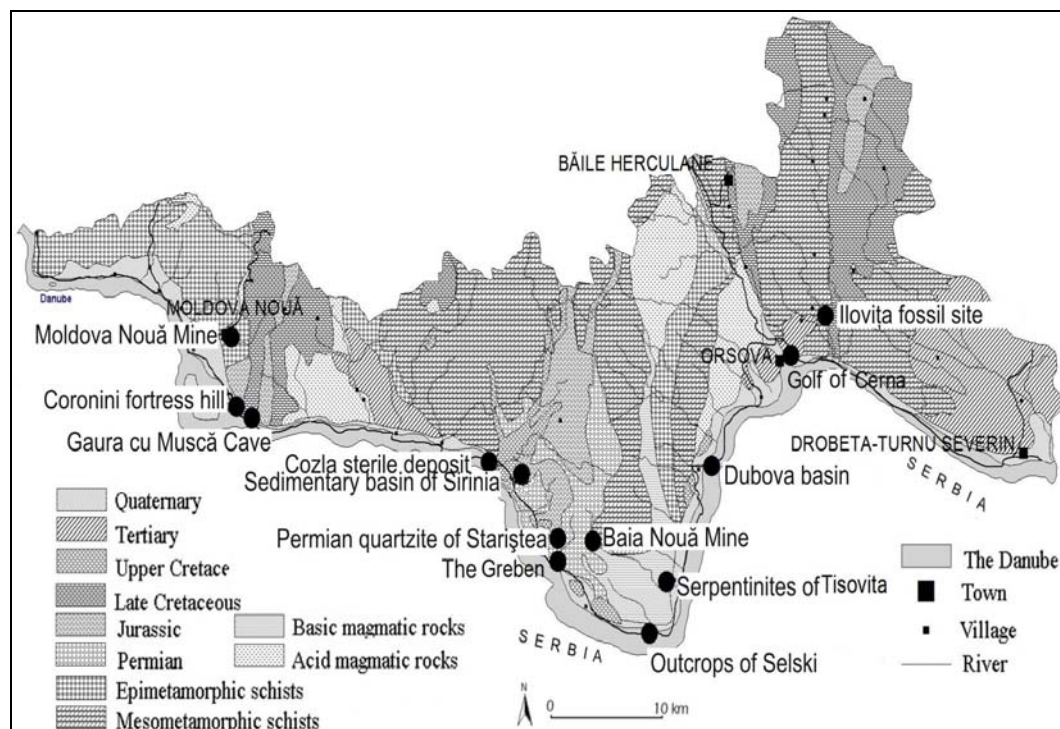 BĂILE HERCULANE
Danube
MOLDOVA NOUĂ
Moldova Nouă Mine
Ilovita fossil site
ORSOVA
Golf of Cerna
Coronini fortress hill
Gaura cu Muscă Cave
DROBETA-TURNU SEVERIN
SERBIA
Cozla sterile deposit
Sedimentary basin of Sirinia
Dubova basin
Permian quartzite of Stariştea
Baia Nouă Mine
The Greben
Serpentinites of Tisovita
SERBIA
Outcrops of Selski
Quaternary
Tertiary
Upper Cretace
Late Cretaceous
Jurassic
Permian
Epimetamorphic schists
Mesometamorphic schists
Basic magmatic rocks
Acid magmatic rocks
N
0 10 km
The Danube
Town
Village
River